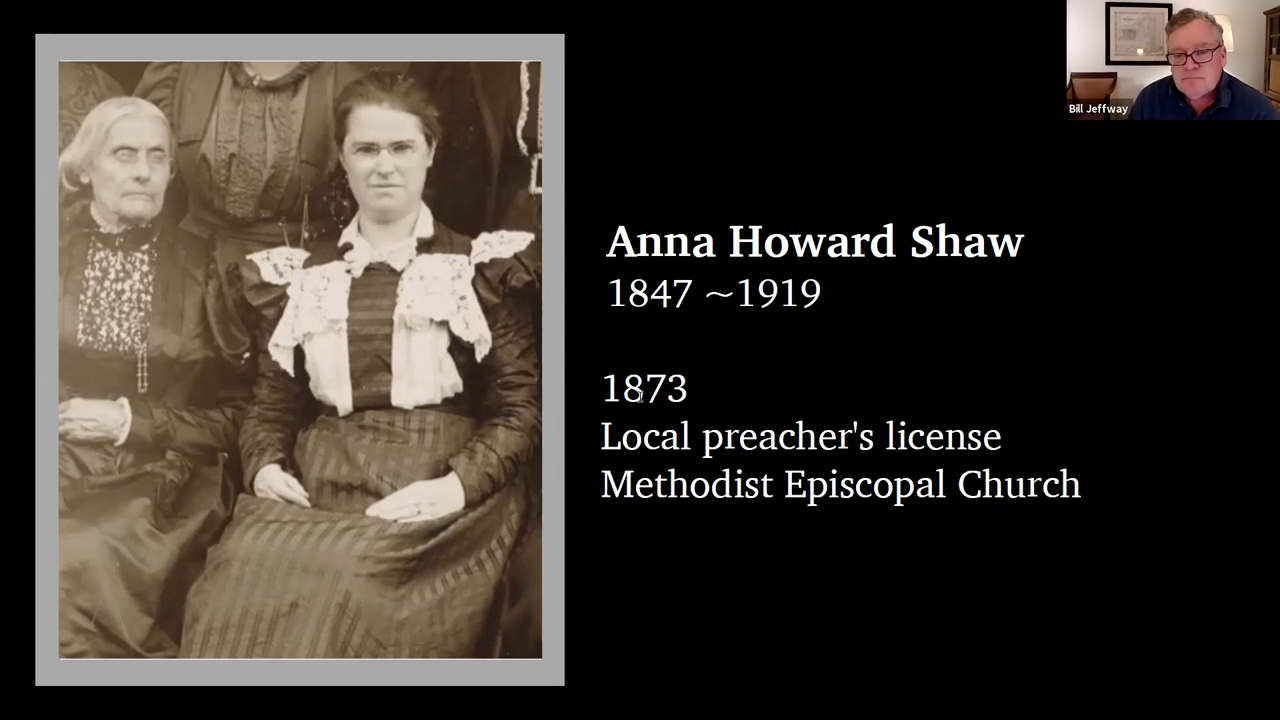 Bill Jeffway
Anna Howard Shaw
1847 ~1919
1873
Local preacher's license
Methodist Episcopal Church